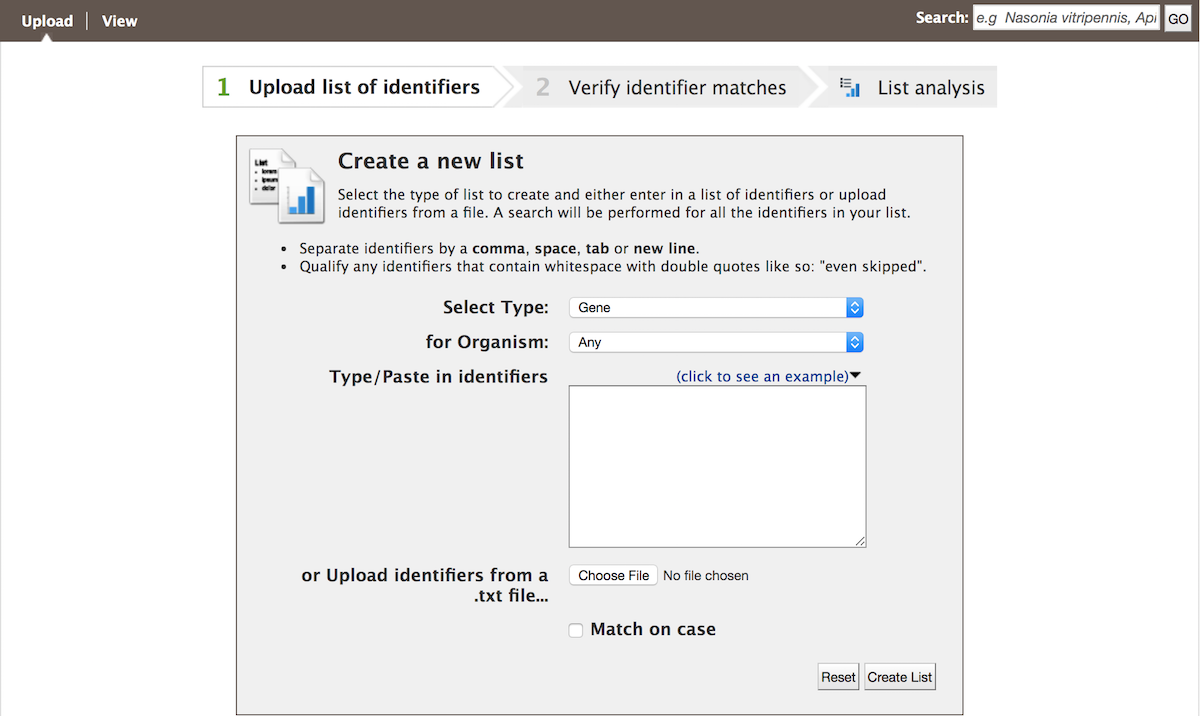 Upload | View
Search: e.g Nasonia vitripennis, Api GO
1 Upload list of identifiers 2 Verify identifier matches List analysis
List
lorem
ipsum
dolor
Create a new list
Select the type of list to create and either enter in a list of identifiers or upload
identifiers from a file. A search will be performed for all the identifiers in your list.
• Separate identifiers by a comma, space, tab or new line.
• Qualify any identifiers that contain whitespace with double quotes like so: "even skipped".
Select Type: Gene
for Organism: Any
Type/Paste in identifiers (click to see an example)
or Upload identifiers from a Choose File No file chosen
.txt file...
Match on case
Reset Create List